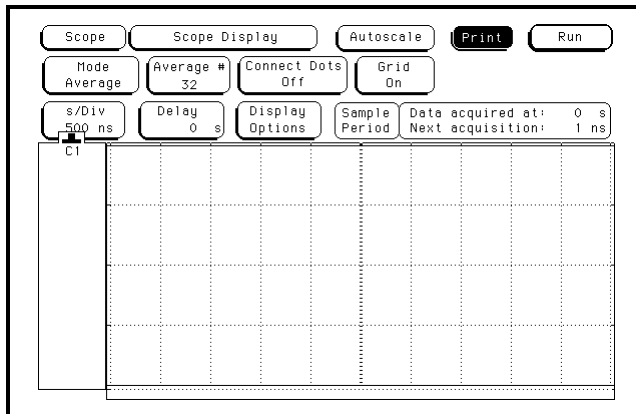 Scope Scope Display Autoscale Print Run
Mode Average # Connect Dots Grid
Average 32 Off On
s/Div Delay Display Sample Data acquired at: 0 s
500 ns 0 s Options Period Next acquisition: 1 ns
C1